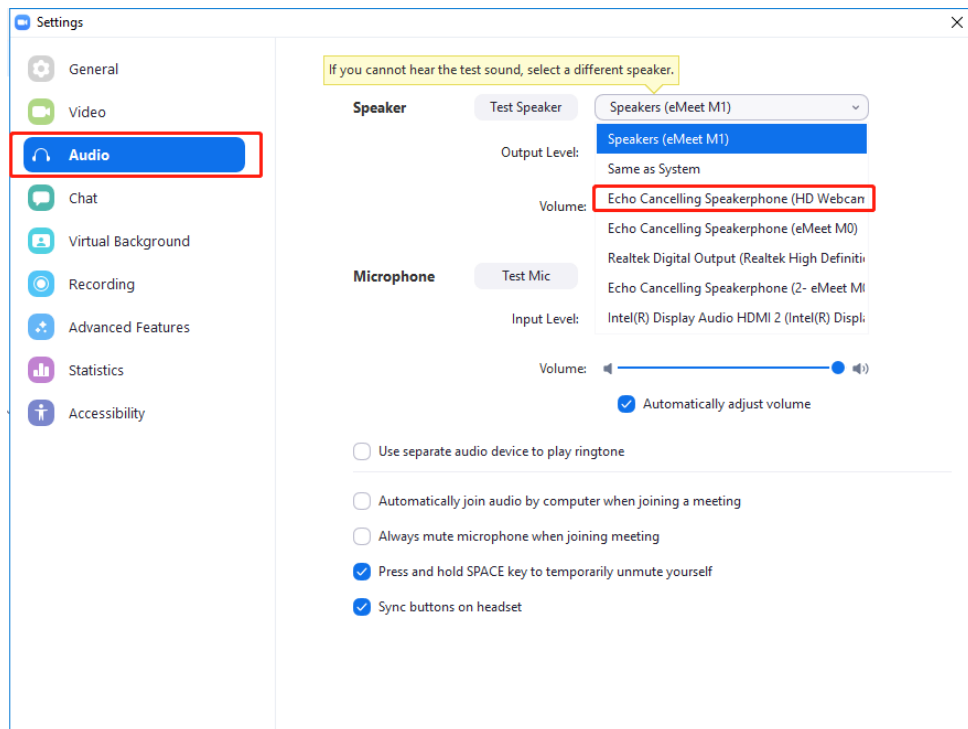 Settings
General
Video
Audio
Chat
Virtual Background
Recording
Advanced Features
Statistics
Accessibility
If you cannot hear the test sound, select a different speaker.
Speaker
Test Speaker
Speakers (eMeet M1)
Speakers (eMeet M1)
Same as System
Echo Cancelling Speakerphone (HD Webcam
Echo Cancelling Speakerphone (eMeet M0)
Realtek Digital Output (Realtek High Definiti
Echo Cancelling Speakerphone (2- eMeet M
Intel(R) Display Audio HDMI 2 (Intel(R) Displ
Output Level:
Volume:
Microphone
Test Mic
Input Level:
Volume:
Automatically adjust volume
Use separate audio device to play ringtone
Automatically join audio by computer when joining a meeting
Always mute microphone when joining meeting
Press and hold SPACE key to temporarily unmute yourself
Sync buttons on headset